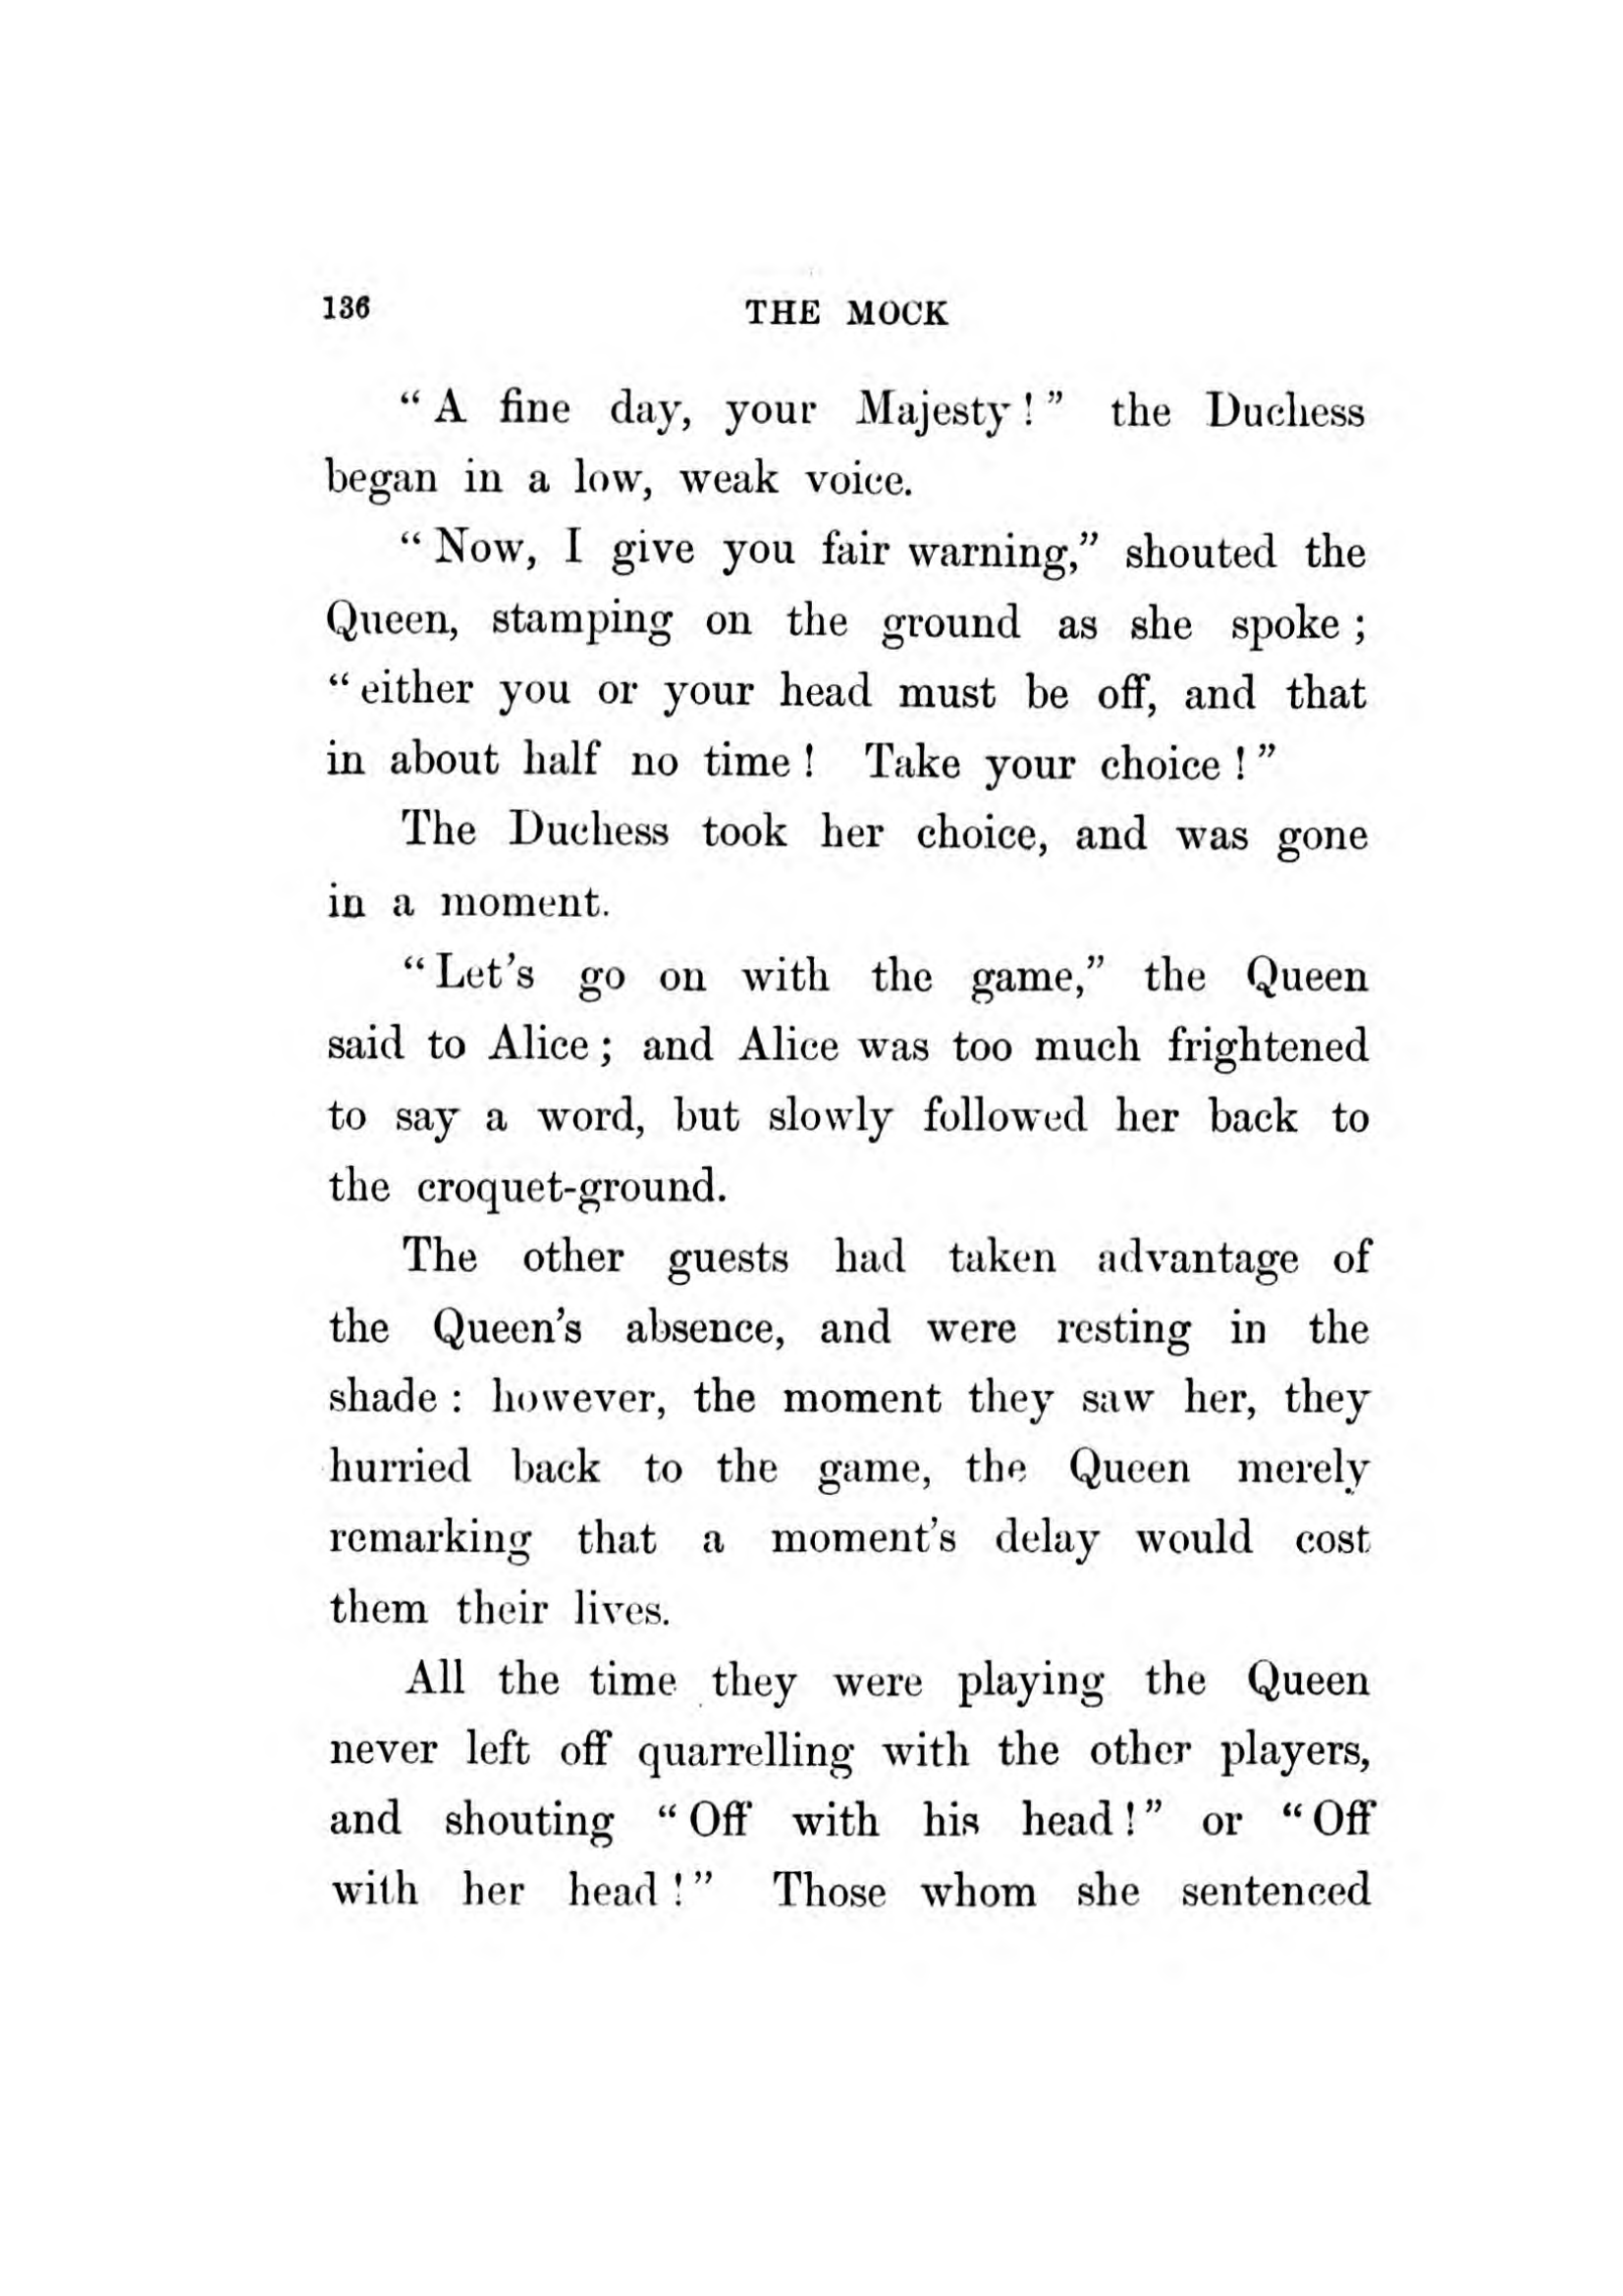 136
THE MOCK
“A fine day, your Majesty!” the Duchess
began in a low, weak voice.
“Now, I give you fair warning,” shouted the
Queen, stamping on the ground as she spoke;
“either you or your head must be off, and that
in about half no time! Take your choice!”
The Duchess took her choice, and was gone
in a moment.
“Let’s go on with the game,” the Queen
said to Alice; and Alice was too much frightened
to say a word, but slowly followed her back to
the croquet-ground.
The other guests had taken advantage of
the Queen’s absence, and were resting in the
shade: however, the moment they saw her, they
hurried back to the game, the Queen merely
remarking that a moment’s delay would cost
them their lives.
All the time they were playing the Queen
never left off quarrelling with the other players,
and shouting “Off with his head!” or “Off
with her head!” Those whom she sentenced